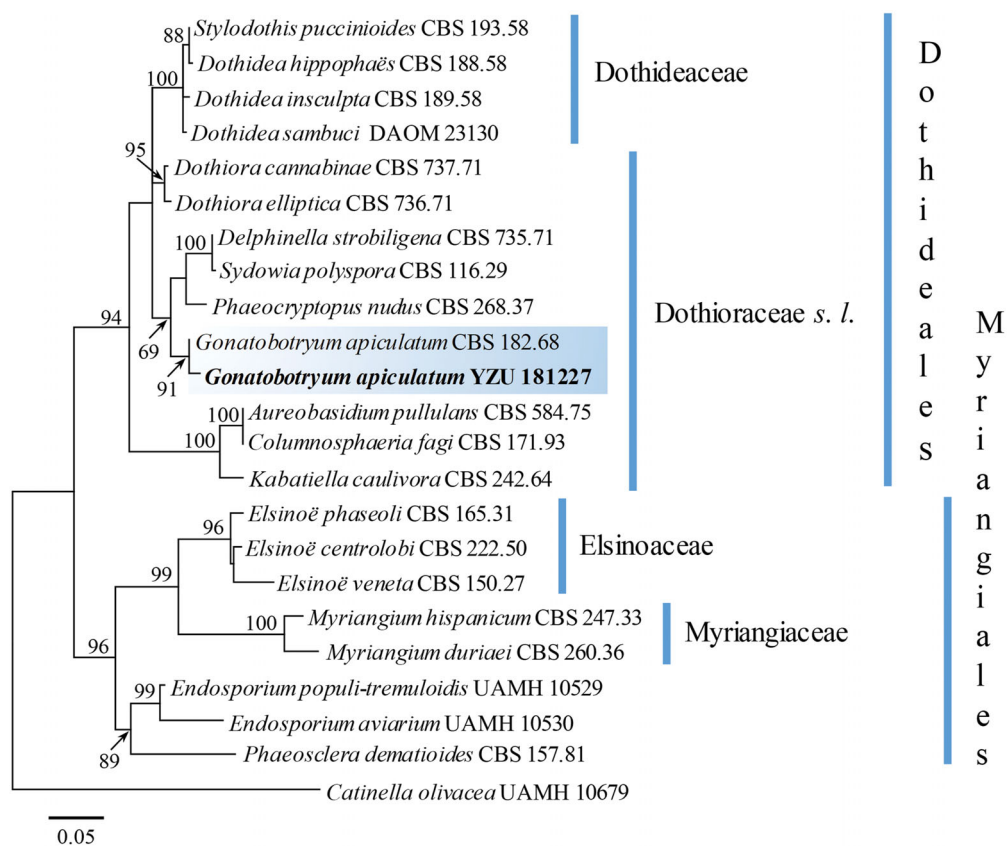 88
Stylodothis puccinioides CBS 193.58
Dothidea hippophaës CBS 188.58
100
Dothidea insculpta CBS 189.58
Dothidea sambuci DAOM 23130
Dothideaceae
95
Dothiora cannabinae CBS 737.71
Dothiora elliptica CBS 736.71
100
Delphinella strobiligena CBS 735.71
Sydowia polyspora CBS 116.29
Phaeocryptopus nudus CBS 268.37
Dothioraceae s. l.
94
69
Gonatobotryum apiculatum CBS 182.68
91
Gonatobotryum apiculatum YZU 181227
100
Aureobasidium pullulans CBS 584.75
100
Columnosphaeria fagi CBS 171.93
Kabatiella caulivora CBS 242.64
Dothideales
96
Elsinoë phaseoli CBS 165.31
Elsinoë centrolobi CBS 222.50
Elsinoë veneta CBS 150.27
Elsinoaceae
99
100
Myriangium hispanicum CBS 247.33
Myriangium duriaei CBS 260.36
Myriangiaceae
96
99
Endosporium populi-tremuloidis UAMH 10529
Endosporium aviarium UAMH 10530
89
Phaeosclera dematioides CBS 157.81
Myriangiales
Catinella olivacea UAMH 10679
0.05